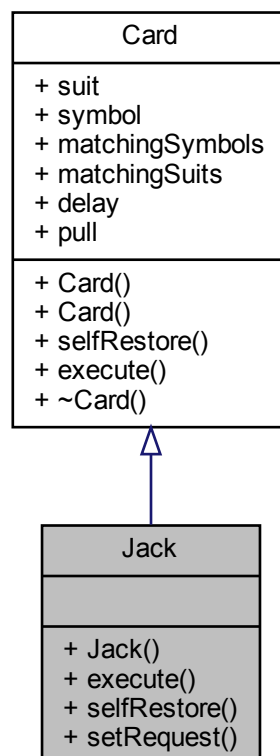 Card
+ suit
+ symbol
+ matchingSymbols
+ matchingSuits
+ delay
+ pull
+ Card()
+ Card()
+ selfRestore()
+ execute()
+ ~Card()
Jack
+ Jack()
+ execute()
+ selfRestore()
+ setRequest()